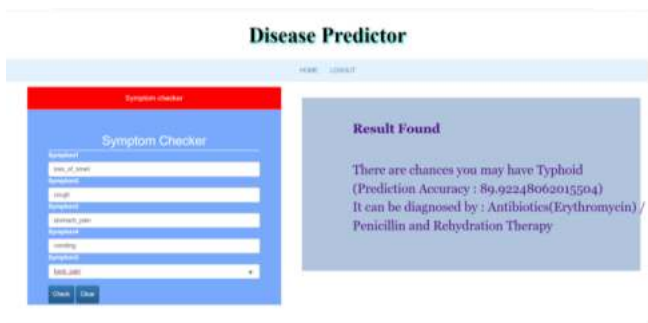 Disease Predictor
HOME LOGOUT
Symptom checker
Symptom Checker
Symptom1
loss_of_smell
Symptom2
cough
Symptom3
stomach_pain
Symptom4
vomiting
Symptom5
back_pain
Check Clear
Result Found
There are chances you may have Typhoid
(Prediction Accuracy : 89.92248062015504)
It can be diagnosed by : Antibiotics(Erythromycin) /
Penicillin and Rehydration Therapy